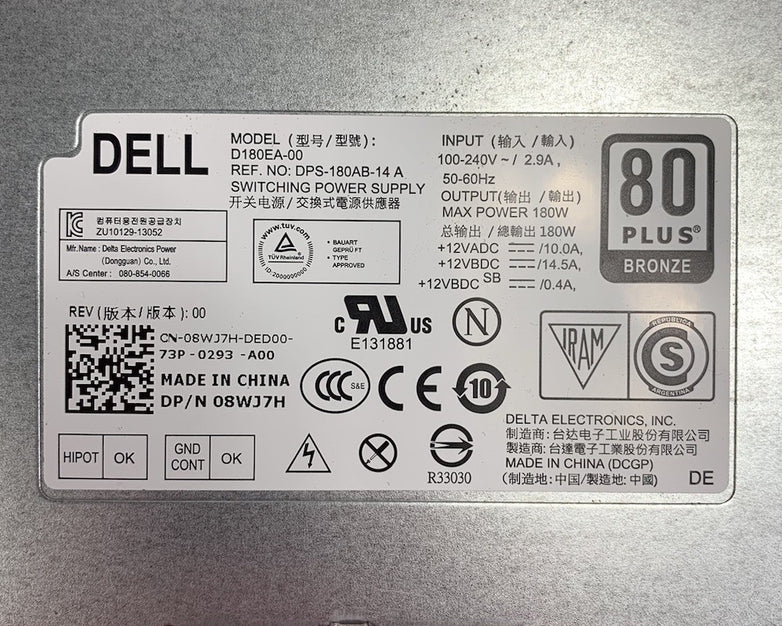 DELL
MODEL (型号/型號):
D180EA-00
REF. NO: DPS-180AB-14 A
SWITCHING POWER SUPPLY
开关电源/交換式電源供應器
INPUT (输入/輸入)
100-240V~/ 2.9A,
50-60Hz
OUTPUT(输出/輸出)
MAX POWER 180W
总输出/總輸出 180W
+12VADC /10.0A,
+12VBDC /14.5A,
+12VBDC SB /0.4A,
80
PLUS®
BRONZE
컴퓨터용전원공급장치
ZU10129-13052
Mfr.Name : Delta Electronics Power
(Dongguan) Co., Ltd.
A/S Center : 080-854-0066
www.tuv.com
TÜVRheinland
ID 2000000000
• BAUART
GEPRÜFT
• TYPE
APPROVED
REV (版本/版本): 00
CN-08WJ7H-DED00-
73P-0293-A00
MADE IN CHINA
DP/N 08WJ7H
c RU US
E131881
N
IRAM
REPUBLICA
S
ARGENTINA
CCC S&E
CE
10
DELTA ELECTRONICS, INC.
制造商: 台达电子工业股份有限公司
製造商: 台達電子工業股份有限公司
MADE IN CHINA (DCGP)
(制造地: 中国/製造地: 中國)
DE
HIPOT OK
GND
CONT OK
R33030